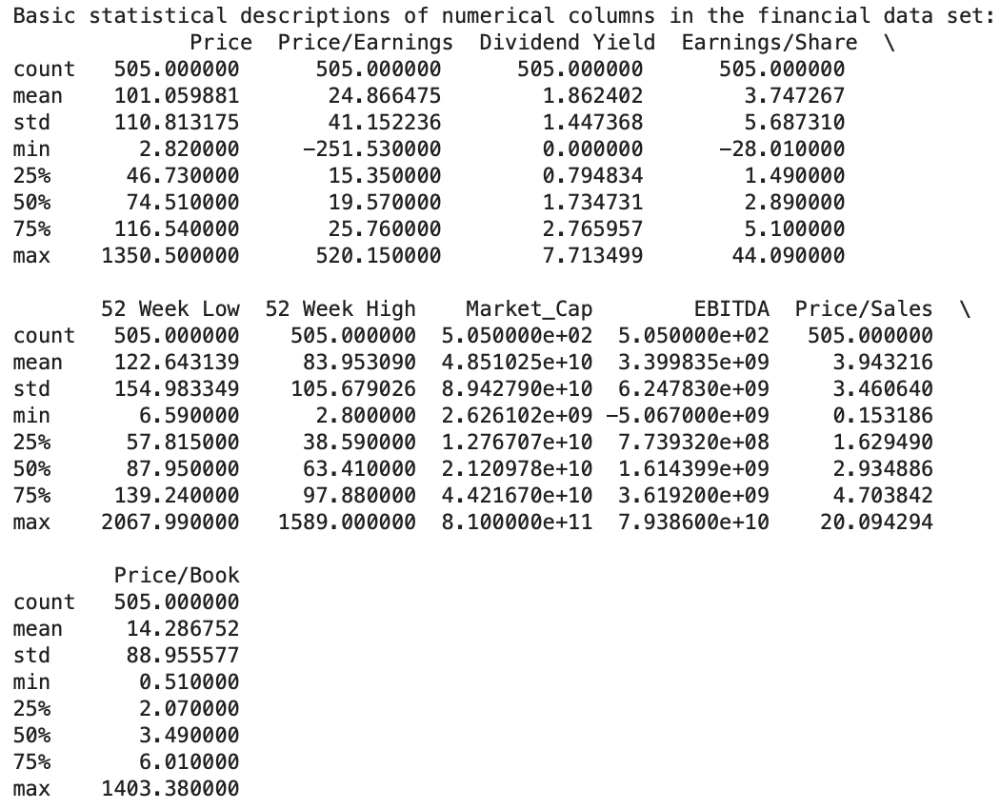 Basic statistical descriptions of numerical columns in the financial data set:
Price Price/Earnings Dividend Yield Earnings/Share \
count 505.000000 505.000000 505.000000 505.000000
mean 101.059881 24.866475 1.862402 3.747267
std 110.813175 41.152236 1.447368 5.687310
min 2.820000 -251.530000 0.000000 -28.010000
25% 46.730000 15.350000 0.794834 1.490000
50% 74.510000 19.570000 1.734731 2.890000
75% 116.540000 25.760000 2.765957 5.100000
max 1350.500000 520.150000 7.713499 44.090000
52 Week Low 52 Week High Market_Cap EBITDA Price/Sales \
count 505.000000 505.000000 5.050000e+02 5.050000e+02 505.000000
mean 122.643139 83.953090 4.851025e+10 3.399835e+09 3.943216
std 154.983349 105.679026 8.942790e+10 6.247830e+09 3.460640
min 6.590000 2.800000 2.626102e+09 -5.067000e+09 0.153186
25% 57.815000 38.590000 1.276707e+10 7.739320e+08 1.629490
50% 87.950000 63.410000 2.120978e+10 1.614399e+09 2.934886
75% 139.240000 97.880000 4.421670e+10 3.619200e+09 4.703842
max 2067.990000 1589.000000 8.100000e+11 7.938600e+10 20.094294
Price/Book
count 505.000000
mean 14.286752
std 88.955577
min 0.510000
25% 2.070000
50% 3.490000
75% 6.010000
max 1403.380000